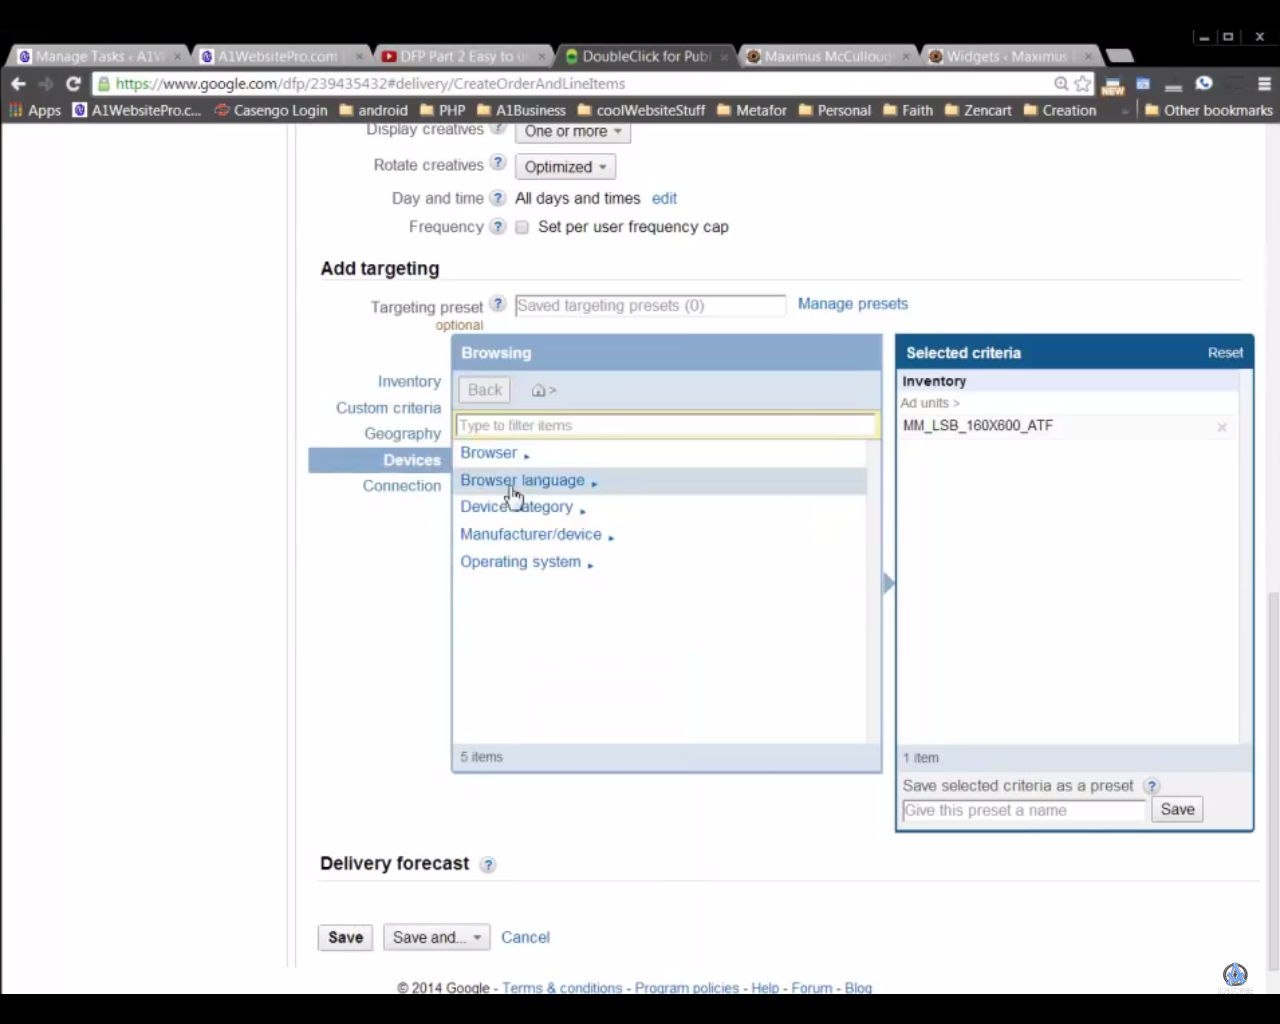 Manage Tasks ‹ A1W
A1WebsitePro.com
DFP Part 2 Easy to u
DoubleClick for Publ
Maximus McCulloug
Widgets ‹ Maximus
https://www.google.com/dfp/239435432#delivery/CreateOrderAndLineItems
NEW
Apps
A1WebsitePro.c...
Casengo Login
android
PHP
A1Business
coolWebsiteStuff
Metafor
Personal
Faith
Zencart
Creation
Other bookmarks
Display creatives ? One or more
Rotate creatives ? Optimized
Day and time ? All days and times edit
Frequency ? Set per user frequency cap
Add targeting
Targeting preset ? Saved targeting presets (0) Manage presets
optional
Inventory
Custom criteria
Geography
Devices
Connection
Browsing
Back >
Type to filter items
Browser
Browser language
Device category
Manufacturer/device
Operating system
5 items
Selected criteria Reset
Inventory
Ad units >
MM_LSB_160X600_ATF
1 item
Save selected criteria as a preset ?
Give this preset a name Save
Delivery forecast ?
Save Save and... Cancel
© 2014 Google - Terms & conditions - Program policies - Help - Forum - Blog